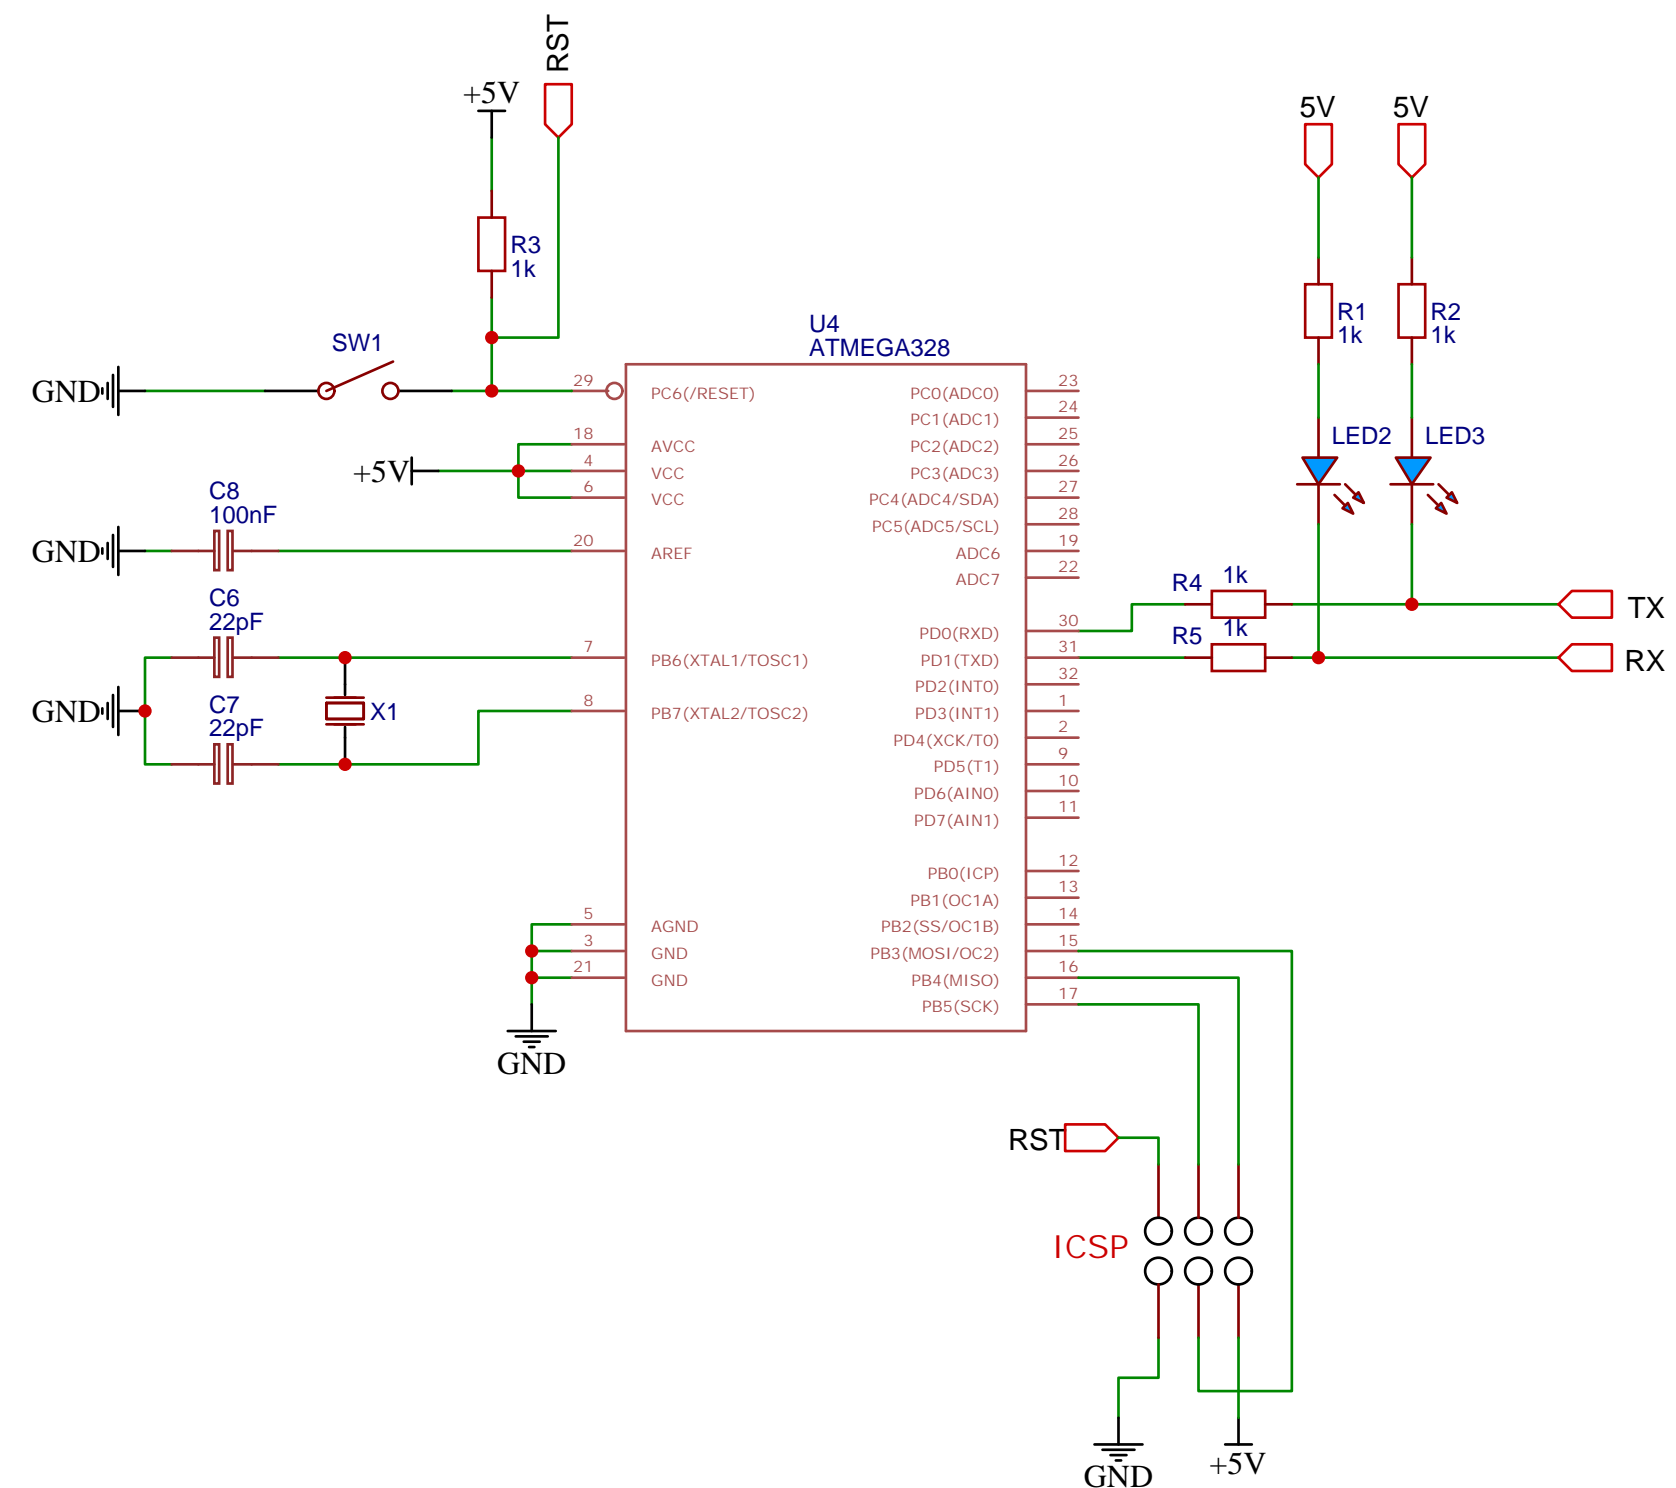 RST
+5V
5V
5V
R3
1k
R1
1k
R2
1k
U4
ATMEGA328
SW1
GND
29
PC6(/RESET)
18
AVCC
+5V
4
VCC
6
VCC
C8
100nF
GND
20
AREF
C6
22pF
7
PB6(XTAL1/TOSC1)
GND
C7
22pF
X1
8
PB7(XTAL2/TOSC2)
5
AGND
3
GND
21
GND
GND
PC0(ADC0)
23
PC1(ADC1)
24
PC2(ADC2)
25
PC3(ADC3)
26
PC4(ADC4/SDA)
27
PC5(ADC5/SCL)
28
ADC6
19
ADC7
22
PD0(RXD)
30
PD1(TXD)
31
PD2(INT0)
32
PD3(INT1)
1
PD4(XCK/T0)
2
PD5(T1)
9
PD6(AIN0)
10
PD7(AIN1)
11
PB0(ICP)
12
PB1(OC1A)
13
PB2(SS/OC1B)
14
PB3(MOSI/OC2)
15
PB4(MISO)
16
PB5(SCK)
17
LED2
LED3
R4
1k
TX
R5
1k
RX
RST
ICSP
GND
+5V